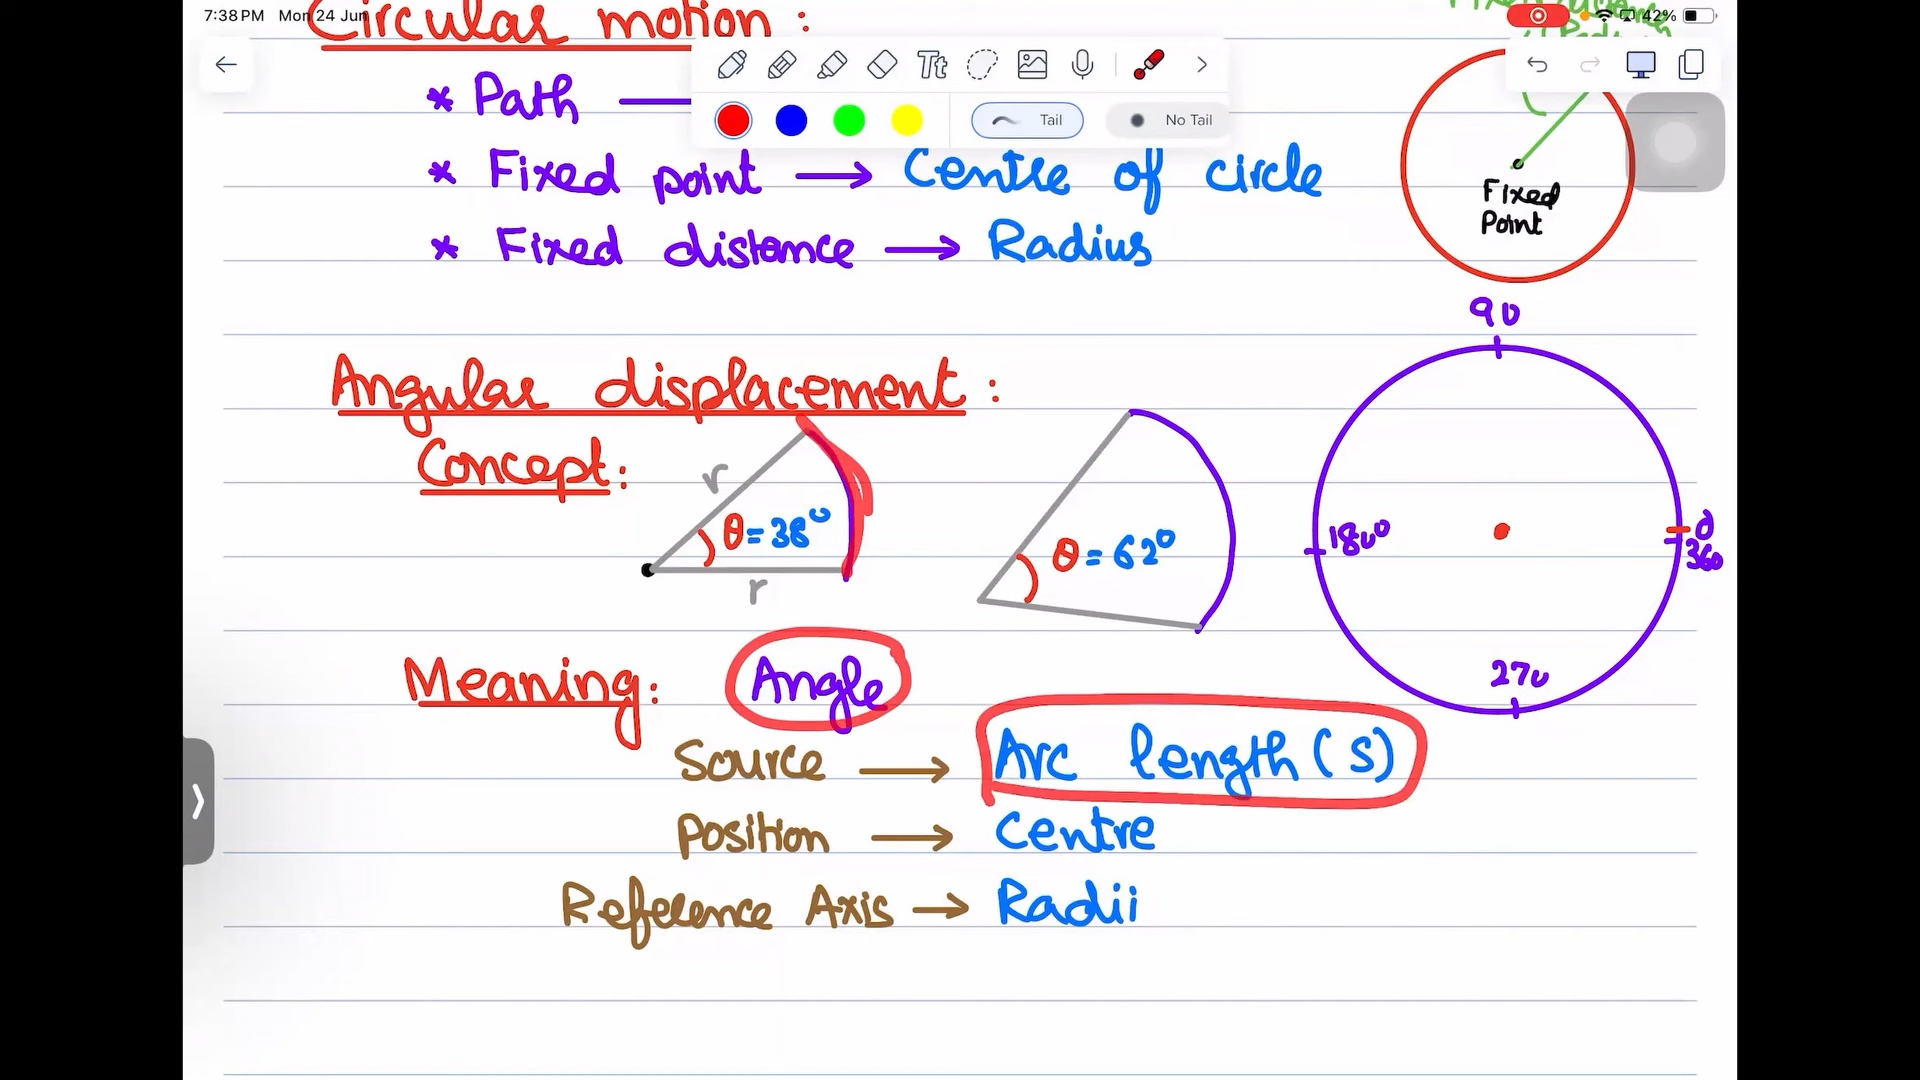 7:38 PM Mon 24 Jun
42%
Circular motion :
Tt
Tail
No Tail
* Path
* Fixed point → Centre of circle
* Fixed distance → Radius
Fixed
Point
Angular displacement :
Concept :
r
θ = 38°
r
θ = 62°
90
180°
0
360
270
Meaning : Angle
Source → Arc length (s)
Position → Centre
Reference Axis → Radii